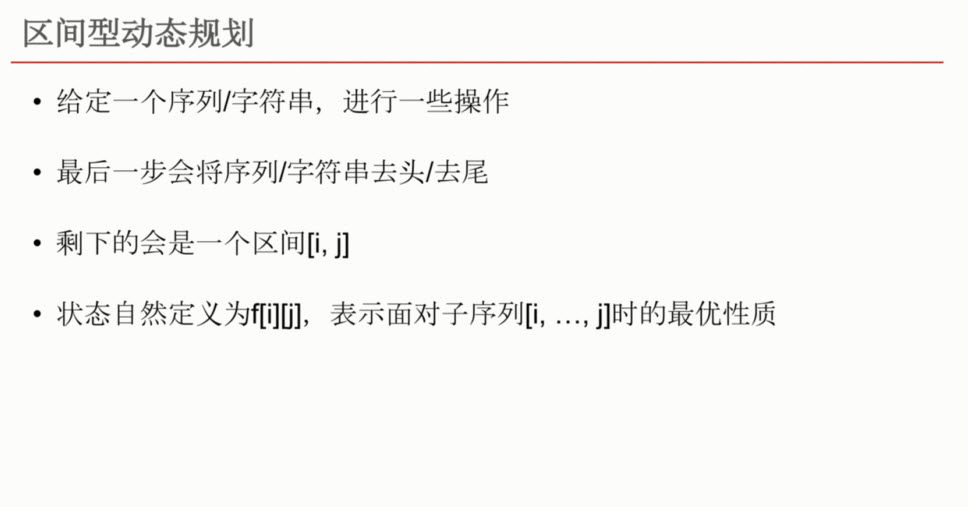 区间型动态规划
• 给定一个序列/字符串，进行一些操作
• 最后一步会将序列/字符串去头/去尾
• 剩下的会是一个区间[i, j]
• 状态自然定义为f[i][j]，表示面对子序列[i, …, j]时的最优性质